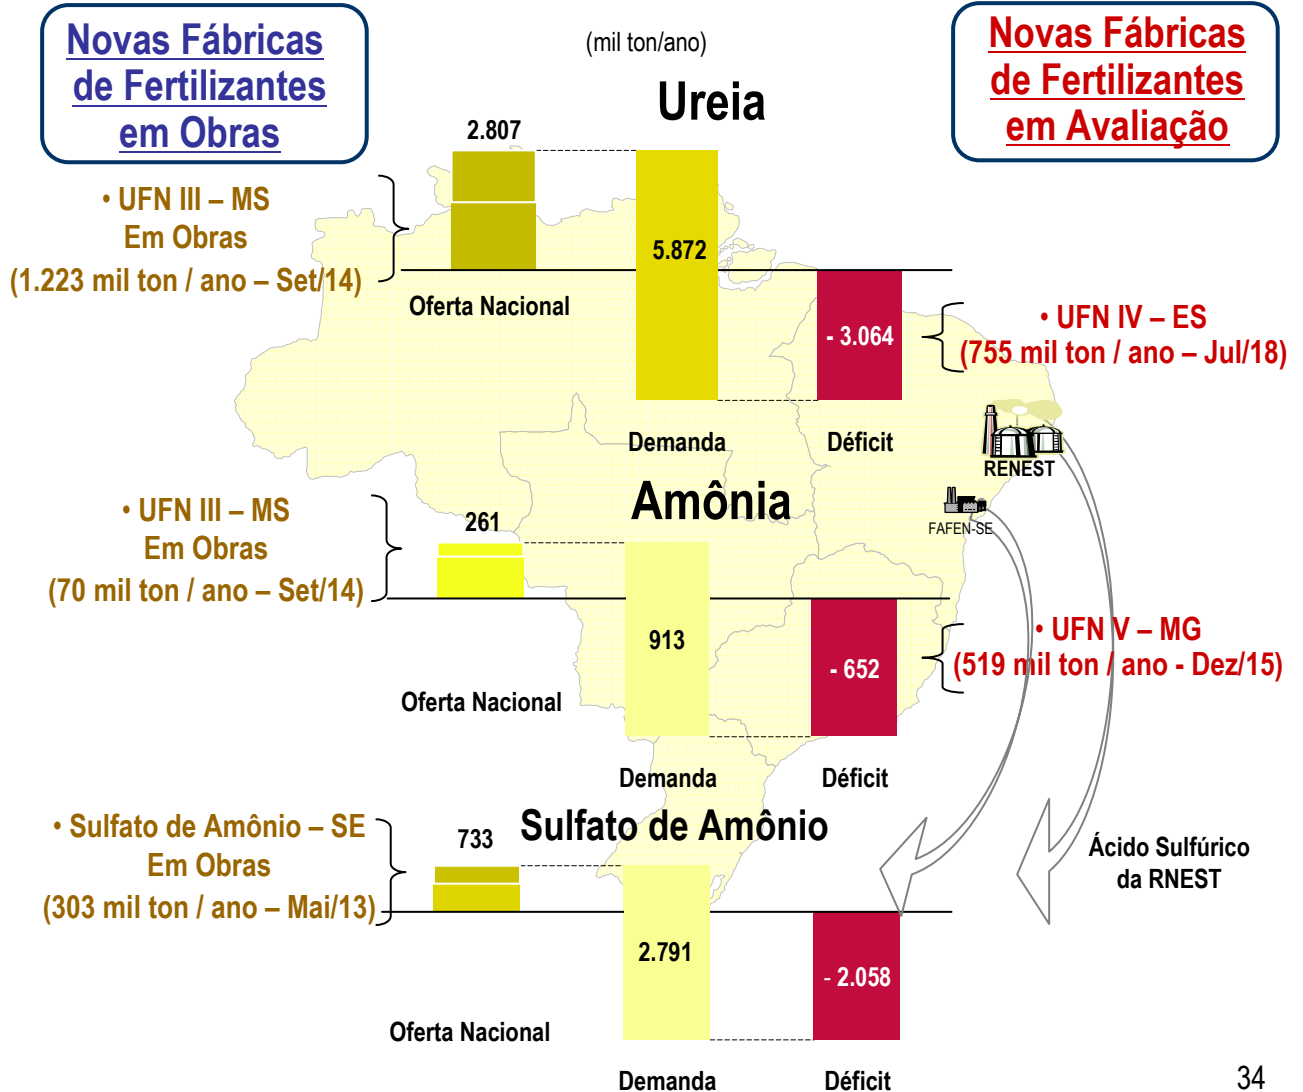 Novas Fábricas
de Fertilizantes
em Obras
(mil ton/ano)
Novas Fábricas
de Fertilizantes
em Avaliação
Ureia
2.807
• UFN III – MS
Em Obras
(1.223 mil ton / ano – Set/14)
5.872
Oferta Nacional
- 3.064
• UFN IV – ES
(755 mil ton / ano – Jul/18)
Demanda
Déficit
RENEST
Amônia
FAFEN-SE
• UFN III – MS
Em Obras
(70 mil ton / ano – Set/14)
261
913
- 652
• UFN V – MG
(519 mil ton / ano - Dez/15)
Oferta Nacional
Demanda
Déficit
Sulfato de Amônio
• Sulfato de Amônio – SE
Em Obras
(303 mil ton / ano – Mai/13)
733
Ácido Sulfúrico
da RNEST
2.791
- 2.058
Oferta Nacional
Demanda
Déficit
34